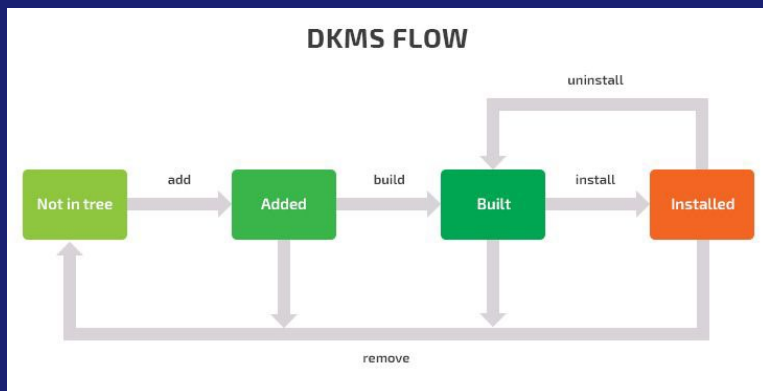 DKMS FLOW
uninstall
add
build
install
Not in tree
Added
Built
Installed
remove